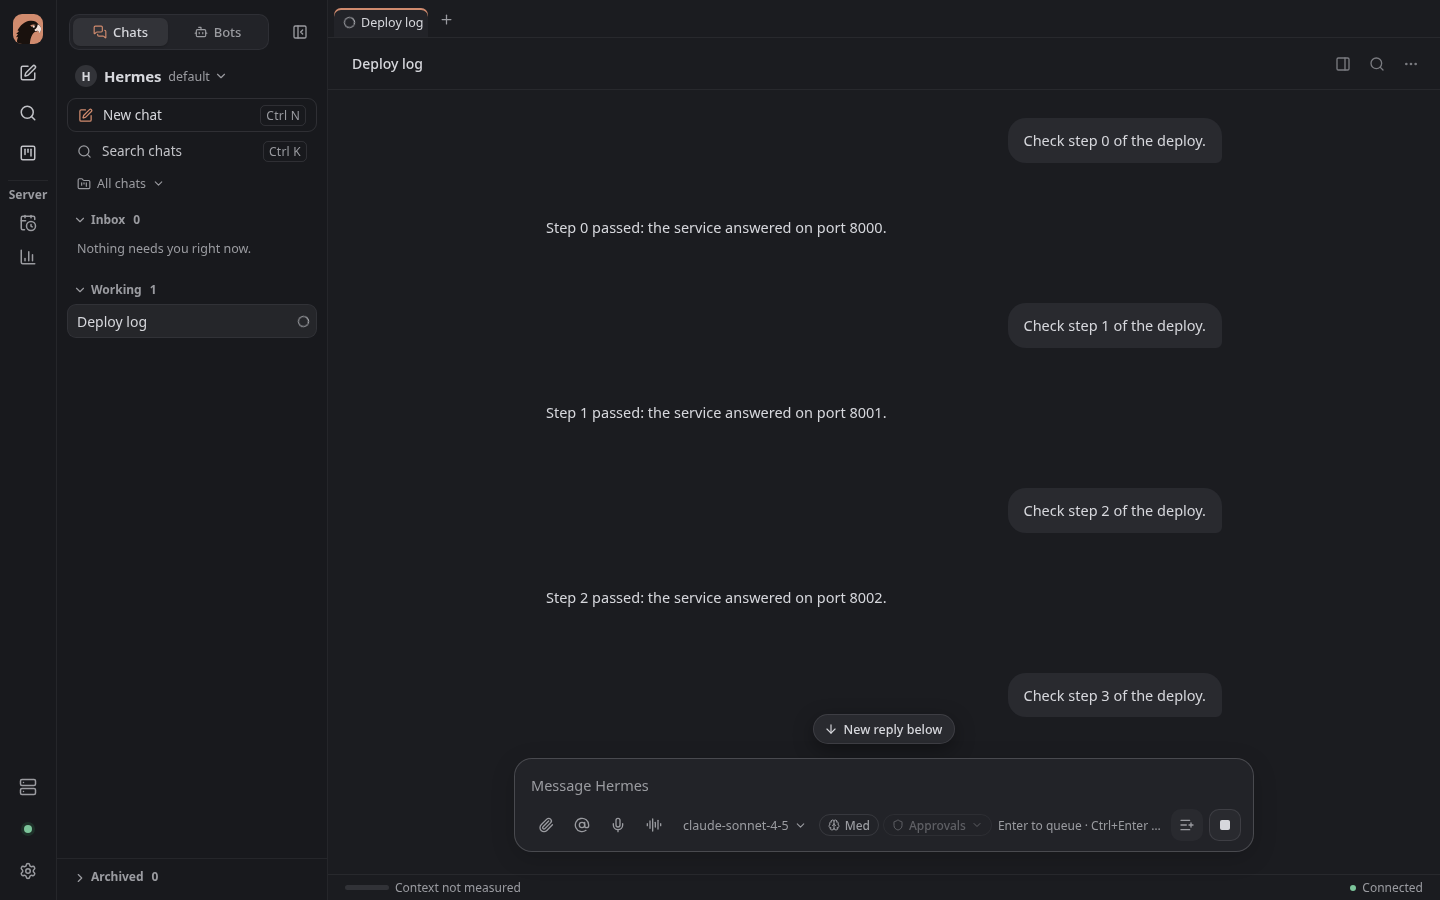 Chats
Bots
H Hermes default
New chat Ctrl N
Search chats Ctrl K
All chats
Server
Inbox 0
Nothing needs you right now.
Working 1
Deploy log
Archived 0
Deploy log
Deploy log
Check step 0 of the deploy.
Step 0 passed: the service answered on port 8000.
Check step 1 of the deploy.
Step 1 passed: the service answered on port 8001.
Check step 2 of the deploy.
Step 2 passed: the service answered on port 8002.
Check step 3 of the deploy.
New reply below
Message Hermes
claude-sonnet-4-5 Med Approvals Enter to queue · Ctrl+Enter ...
Context not measured
Connected